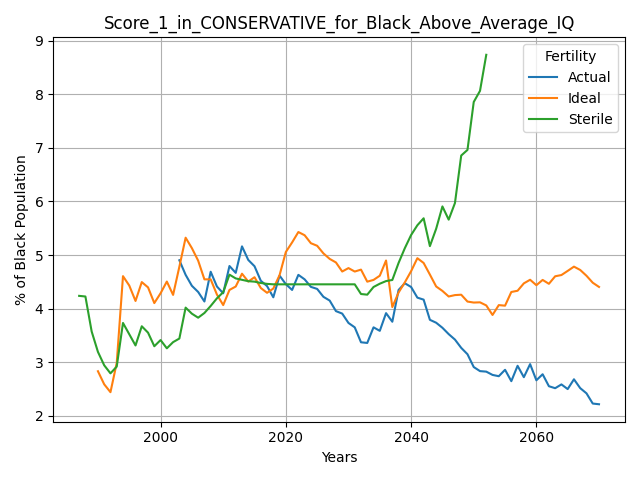 Score_1_in_CONSERVATIVE_for_Black_Above_Average_IQ
% of Black Population
9
8
7
6
5
4
3
2
Fertility
Actual
Ideal
Sterile
2000
2020
2040
2060
Years